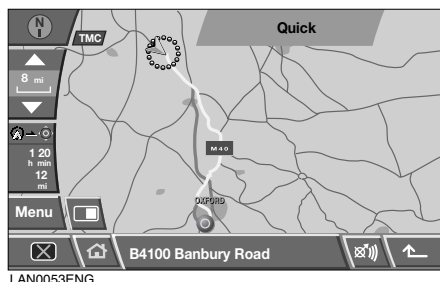 N
Quick
TMC
8 mi
1 20
h min
12
mi
M40
OXFORD
Menu
B4100 Banbury Road
LAN0053ENG